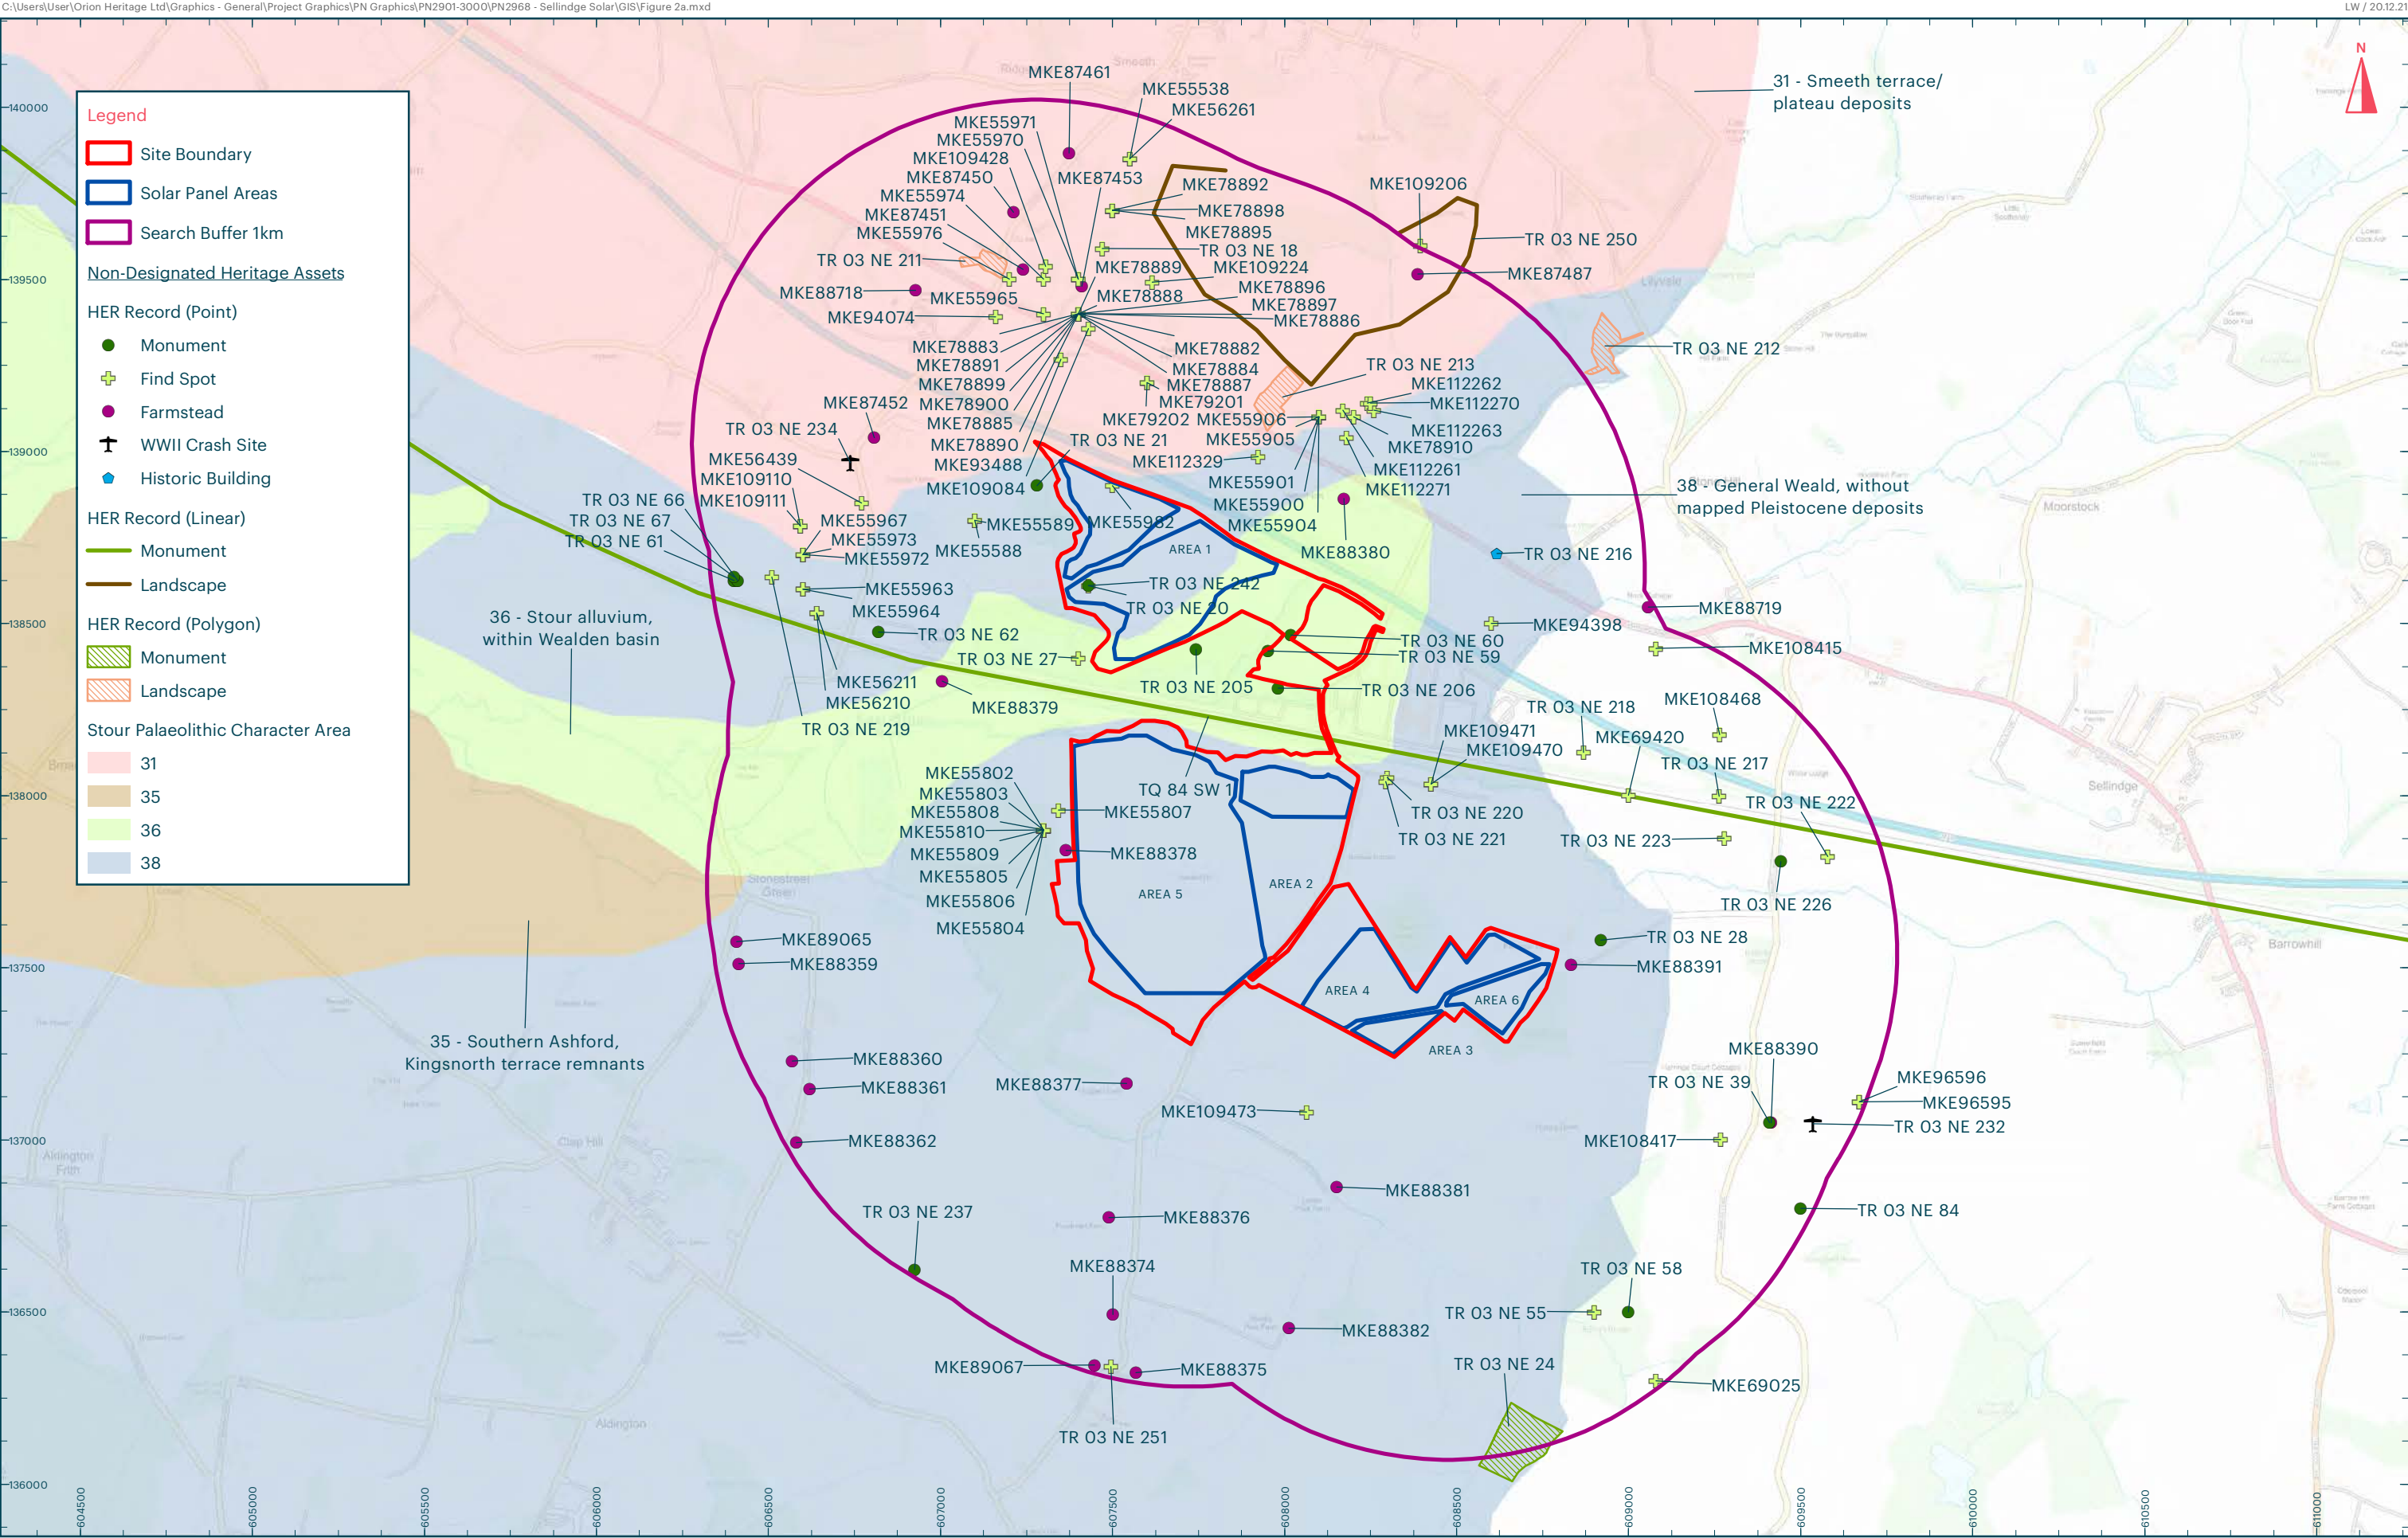 C:\Users\User\Orion Heritage Ltd\Graphics - General\Project Graphics\PN Graphics\PN2901-3000\PN2968 - Sellindge Solar\GIS\Figure 2a.mxd
LW / 20.12.21
N
Legend
Site Boundary
Solar Panel Areas
Search Buffer 1km
Non-Designated Heritage Assets
HER Record (Point)
Monument
Find Spot
Farmstead
WWII Crash Site
Historic Building
HER Record (Linear)
Monument
Landscape
HER Record (Polygon)
Monument
Landscape
Stour Palaeolithic Character Area
31
35
36
38
31 - Smeeth terrace/
plateau deposits
38 - General Weald, without
mapped Pleistocene deposits
36 - Stour alluvium,
within Wealden basin
35 - Southern Ashford,
Kingsnorth terrace remnants
MKE87461
MKE55538
MKE56261
MKE55971
MKE55970
MKE109428
MKE87450
MKE87453
MKE55974
MKE87451
MKE55976
TR 03 NE 211
MKE78892
MKE78898
MKE78895
TR 03 NE 18
MKE109206
TR 03 NE 250
MKE87487
MKE88718
MKE55965
MKE94074
MKE78889
MKE109224
MKE78888
MKE78896
MKE78897
MKE78886
MKE78883
MKE78891
MKE78899
MKE78900
MKE78885
MKE78890
MKE93488
MKE109084
MKE78882
MKE78884
MKE78887
MKE79201
MKE79202
MKE55906
MKE55905
TR 03 NE 213
TR 03 NE 212
MKE112262
MKE112270
MKE112263
MKE78910
MKE112261
MKE112271
MKE112329
MKE55901
MKE55900
MKE55904
MKE88380
MKE87452
TR 03 NE 234
MKE56439
MKE109110
MKE109111
TR 03 NE 66
TR 03 NE 67
TR 03 NE 61
MKE55967
MKE55973
MKE55972
MKE55963
MKE55964
TR 03 NE 62
MKE56211
MKE56210
TR 03 NE 219
MKE88379
TR 03 NE 27
MKE55589
MKE55588
TR 03 NE 21
MKE55982
AREA 1
TR 03 NE 242
TR 03 NE 20
TR 03 NE 205
TR 03 NE 60
TR 03 NE 59
TR 03 NE 206
TR 03 NE 216
MKE88719
MKE94398
MKE108415
TR 03 NE 218
MKE108468
MKE69420
TR 03 NE 217
TR 03 NE 222
TR 03 NE 223
TR 03 NE 226
MKE109471
MKE109470
TR 03 NE 220
TR 03 NE 221
TQ 84 SW 1
MKE55802
MKE55803
MKE55808
MKE55810
MKE55809
MKE55805
MKE55806
MKE55804
MKE55807
MKE88378
AREA 5
AREA 2
AREA 4
AREA 6
AREA 3
TR 03 NE 28
MKE88391
MKE89065
MKE88359
MKE88360
MKE88361
MKE88362
MKE88377
MKE109473
MKE88390
TR 03 NE 39
MKE96596
MKE96595
TR 03 NE 232
MKE108417
MKE88381
MKE88376
TR 03 NE 84
TR 03 NE 237
MKE88374
MKE88382
TR 03 NE 58
TR 03 NE 55
MKE89067
MKE88375
TR 03 NE 251
TR 03 NE 24
MKE69025
Smeeth
Sellindge
Moorstock
Barrowhill
Stonestreet
Green
Clap Hill
Aldington
Frith
Aldington
Lilyvale
140000
139500
139000
138500
138000
137500
137000
136500
136000
604500
605000
605500
606000
606500
607000
607500
608000
608500
609000
609500
610000
610500
611000